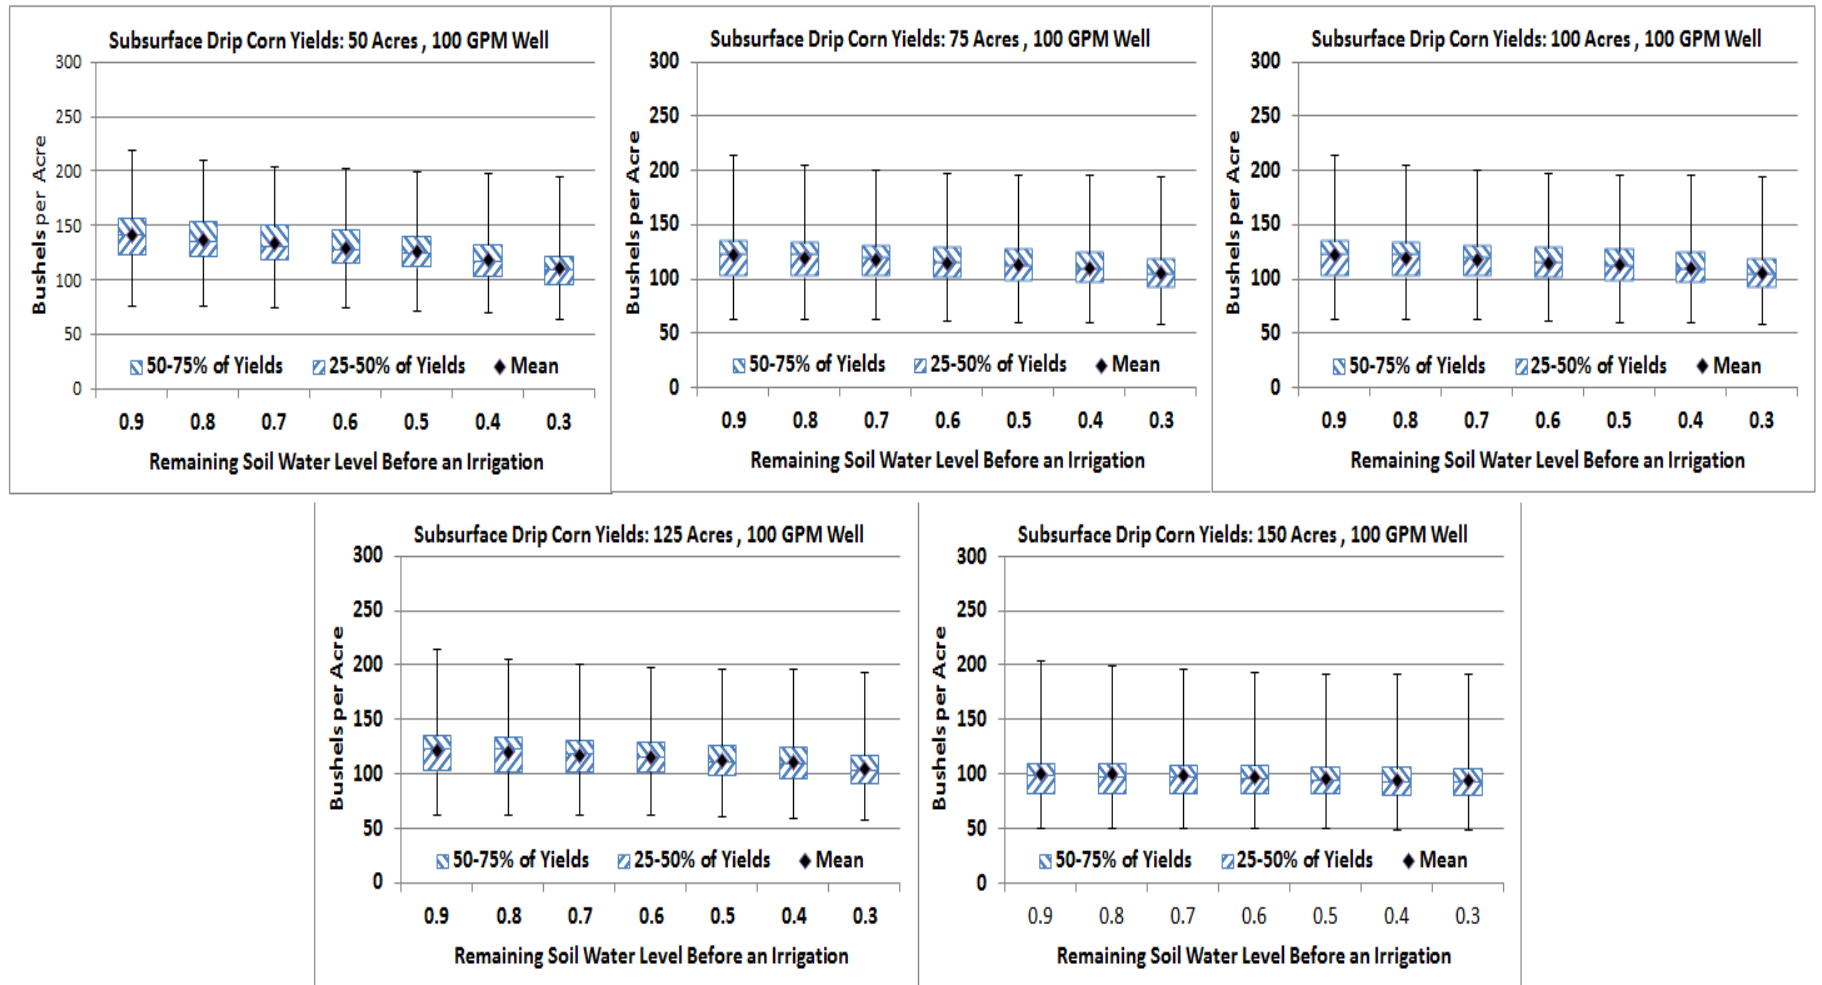 Subsurface Drip Corn Yields: 50 Acres , 100 GPM Well
300
250
200
150
100
50
0
Bushels per Acre
50-75% of Yields 25-50% of Yields Mean
0.9 0.8 0.7 0.6 0.5 0.4 0.3
Remaining Soil Water Level Before an Irrigation
Subsurface Drip Corn Yields: 75 Acres , 100 GPM Well
300
250
200
150
100
50
0
Bushels per Acre
50-75% of Yields 25-50% of Yields Mean
0.9 0.8 0.7 0.6 0.5 0.4 0.3
Remaining Soil Water Level Before an Irrigation
Subsurface Drip Corn Yields: 100 Acres , 100 GPM Well
300
250
200
150
100
50
0
Bushels per Acre
50-75% of Yields 25-50% of Yields Mean
0.9 0.8 0.7 0.6 0.5 0.4 0.3
Remaining Soil Water Level Before an Irrigation
Subsurface Drip Corn Yields: 125 Acres , 100 GPM Well
300
250
200
150
100
50
0
Bushels per Acre
50-75% of Yields 25-50% of Yields Mean
0.9 0.8 0.7 0.6 0.5 0.4 0.3
Remaining Soil Water Level Before an Irrigation
Subsurface Drip Corn Yields: 150 Acres , 100 GPM Well
300
250
200
150
100
50
0
Bushels per Acre
50-75% of Yields 25-50% of Yields Mean
0.9 0.8 0.7 0.6 0.5 0.4 0.3
Remaining Soil Water Level Before an Irrigation